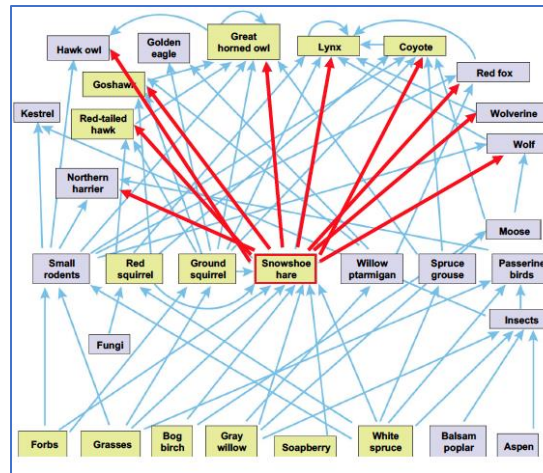 Hawk owl
Golden
eagle
Great
horned owl
Lynx
Coyote
Goshawk
Red fox
Kestrel
Red-tailed
hawk
Wolverine
Wolf
Northern
harrier
Moose
Small
rodents
Red
squirrel
Ground
squirrel
Snowshoe
hare
Willow
ptarmigan
Spruce
grouse
Passerine
birds
Insects
Fungi
Forbs
Grasses
Bog
birch
Gray
willow
Soapberry
White
spruce
Balsam
poplar
Aspen